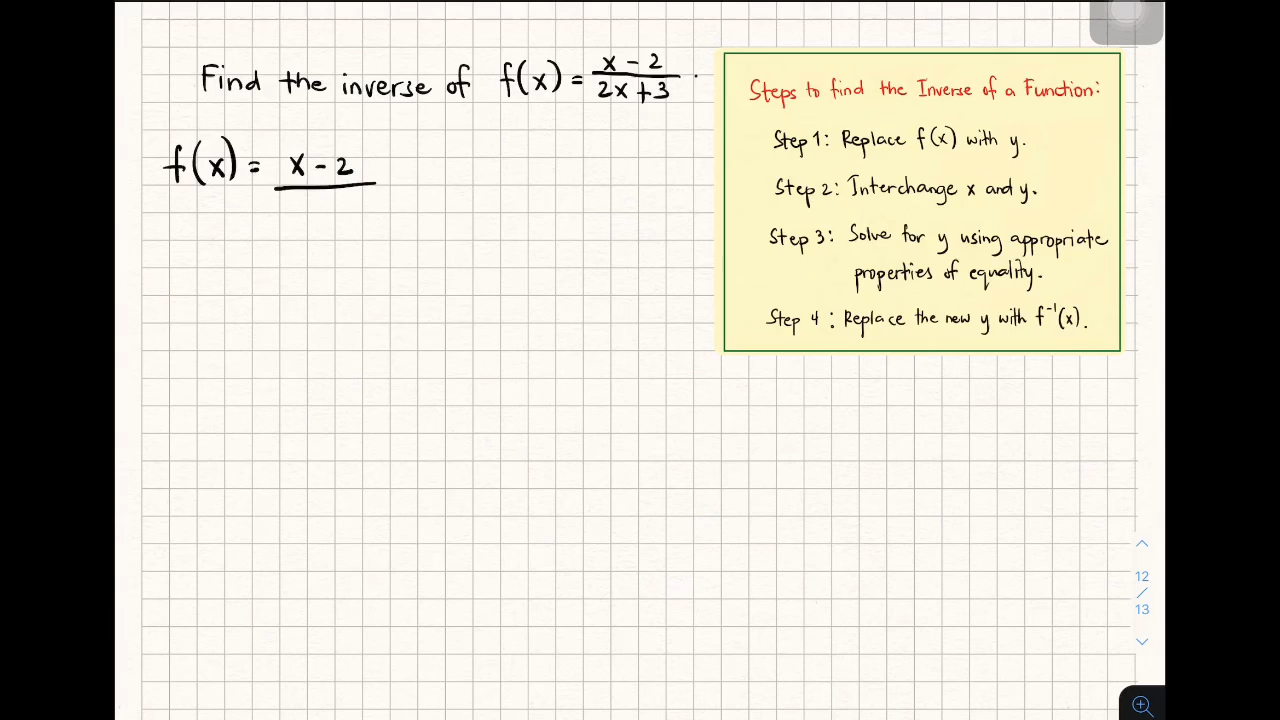 Find the inverse of f(x) = x - 2 / 2x + 3 .
f(x) = x - 2
Steps to find the Inverse of a Function:
Step 1: Replace f(x) with y.
Step 2: Interchange x and y.
Step 3: Solve for y using appropriate
properties of equality.
Step 4: Replace the new y with f⁻¹(x).
12
/
13